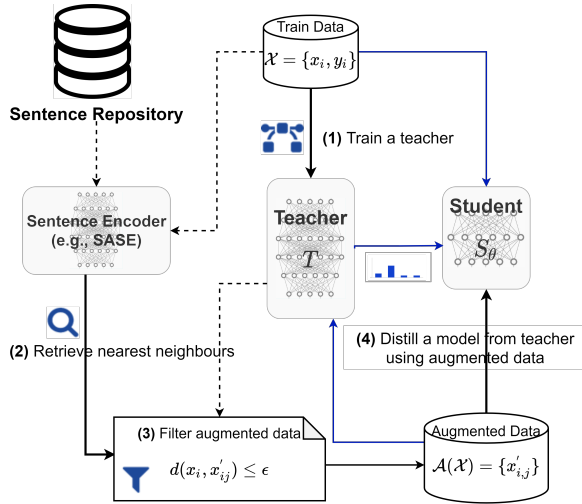 Train Data
𝒳 = {xᵢ, yᵢ}
Sentence Repository
(1) Train a teacher
Sentence Encoder
(e.g., SASE)
Teacher
T
Student
S_θ
(2) Retrieve nearest neighbours
(4) Distill a model from teacher
using augmented data
(3) Filter augmented data
d(x_i, x'_{ij}) ≤ ϵ
Augmented Data
𝒜(𝒳) = {x'_{i,j}}